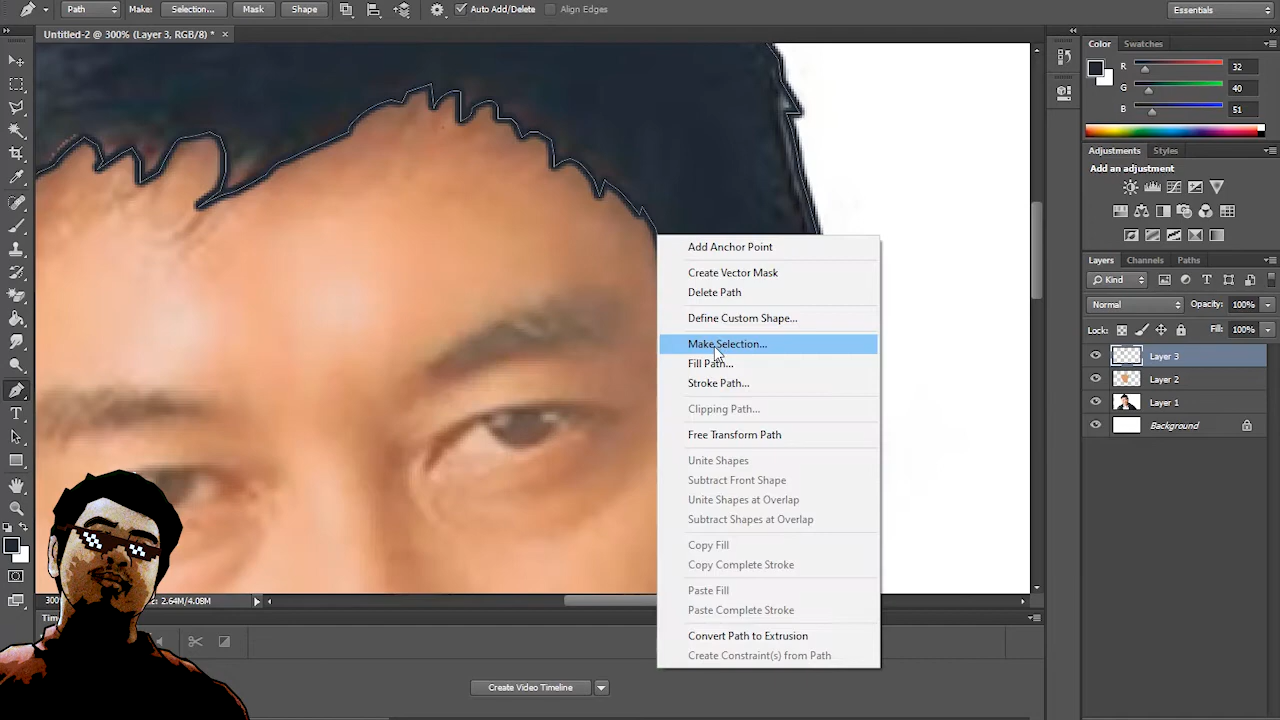 Path Make: Selection... Mask Shape Auto Add/Delete Align Edges Essentials
Untitled-2 @ 300% (Layer 3, RGB/8) * ×
Color Swatches
R 32
G 40
B 51
Adjustments Styles
Add an adjustment
Layers Channels Paths
Kind
Normal Opacity: 100%
Lock: Fill: 100%
Layer 3
Layer 2
Layer 1
Background
Add Anchor Point
Create Vector Mask
Delete Path
Define Custom Shape...
Make Selection...
Fill Path...
Stroke Path...
Clipping Path...
Free Transform Path
Unite Shapes
Subtract Front Shape
Unite Shapes at Overlap
Subtract Shapes at Overlap
Copy Fill
Copy Complete Stroke
Paste Fill
Paste Complete Stroke
Convert Path to Extrusion
Create Constraint(s) from Path
2.64M/4.08M
Create Video Timeline